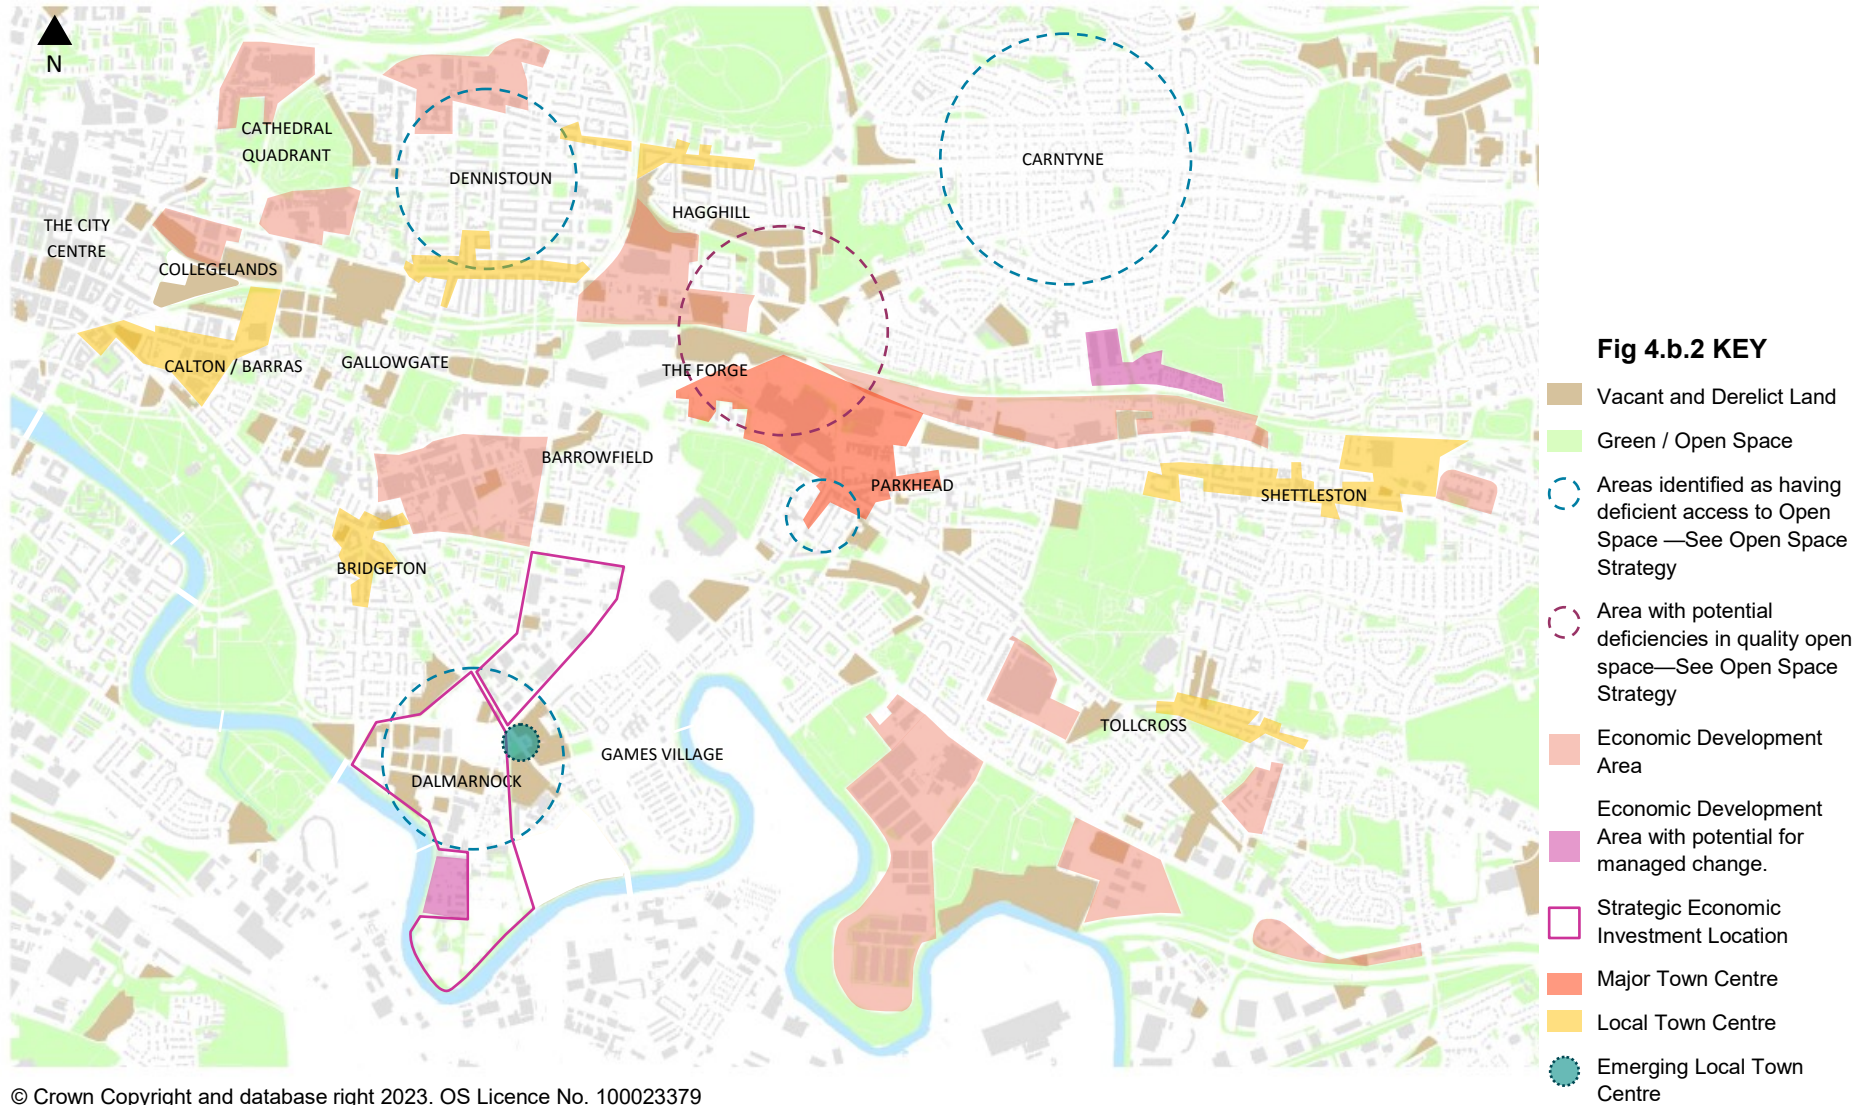 N
CATHEDRAL
QUADRANT
DENNISTOUN
CARNTYNE
THE CITY
CENTRE
HAGGHILL
COLLEGELANDS
CALTON / BARRAS
GALLOWGATE
THE FORGE
BARROWFIELD
PARKHEAD
SHETTLESTON
BRIDGETON
TOLLCROSS
GAMES VILLAGE
DALMARNOCK
Fig 4.b.2 KEY
Vacant and Derelict Land
Green / Open Space
Areas identified as having
deficient access to Open
Space —See Open Space
Strategy
Area with potential
deficiencies in quality open
space—See Open Space
Strategy
Economic Development
Area
Economic Development
Area with potential for
managed change.
Strategic Economic
Investment Location
Major Town Centre
Local Town Centre
Emerging Local Town
Centre
© Crown Copyright and database right 2023. OS Licence No. 100023379